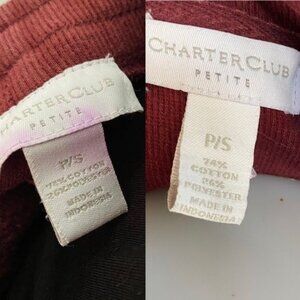 CHARTER CLUB
PETITE
P/S
74% COTTON
26% POLYESTER
MADE IN
INDONESIA
CHARTER CLUB
PETITE
P/S
74%
COTTON
26%
POLYESTER
MADE IN
INDONESIA